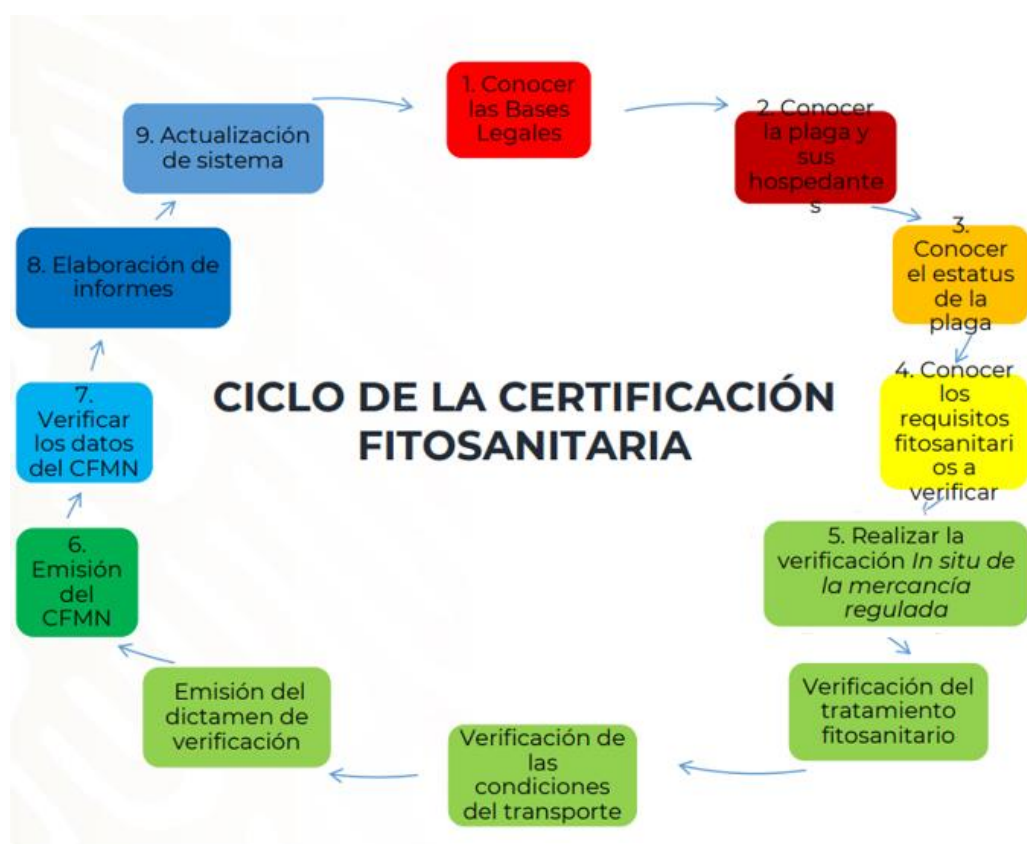 1. Conocer
las Bases
Legales
2. Conocer
la plaga y
sus
hospedante
s
3.
Conocer
el estatus
de la
plaga
4. Conocer
los
requisitos
fitosanitari
os a
verificar
5. Realizar la
verificación In situ de
la mercancía
regulada
Verificación del
tratamiento
fitosanitario
Verificación de
las
condiciones
del transporte
Emisión del
dictamen de
verificación
6.
Emisión
del
CFMN
7.
Verificar
los datos
del CFMN
8. Elaboración de
informes
9. Actualización
de sistema
CICLO DE LA CERTIFICACIÓN
FITOSANITARIA